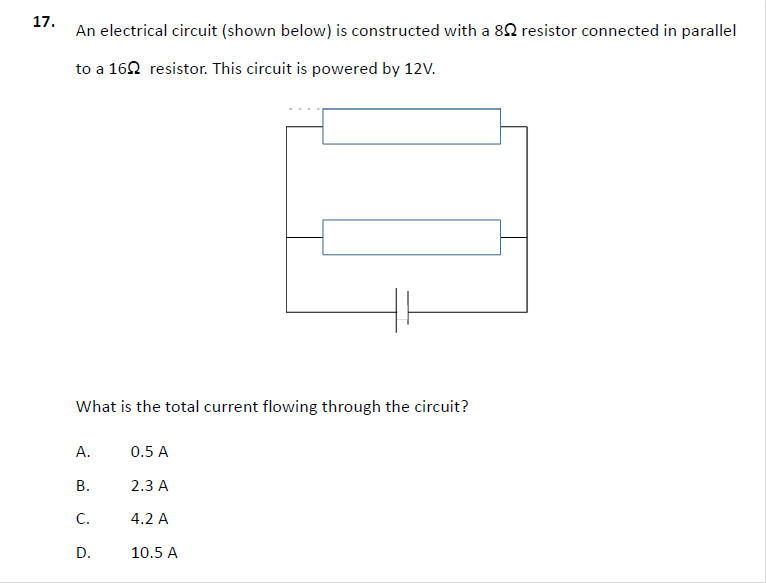 17.
An electrical circuit (shown below) is constructed with a 8Ω resistor connected in parallel
to a 16Ω resistor. This circuit is powered by 12V.
What is the total current flowing through the circuit?
A. 0.5 A
B. 2.3 A
C. 4.2 A
D. 10.5 A